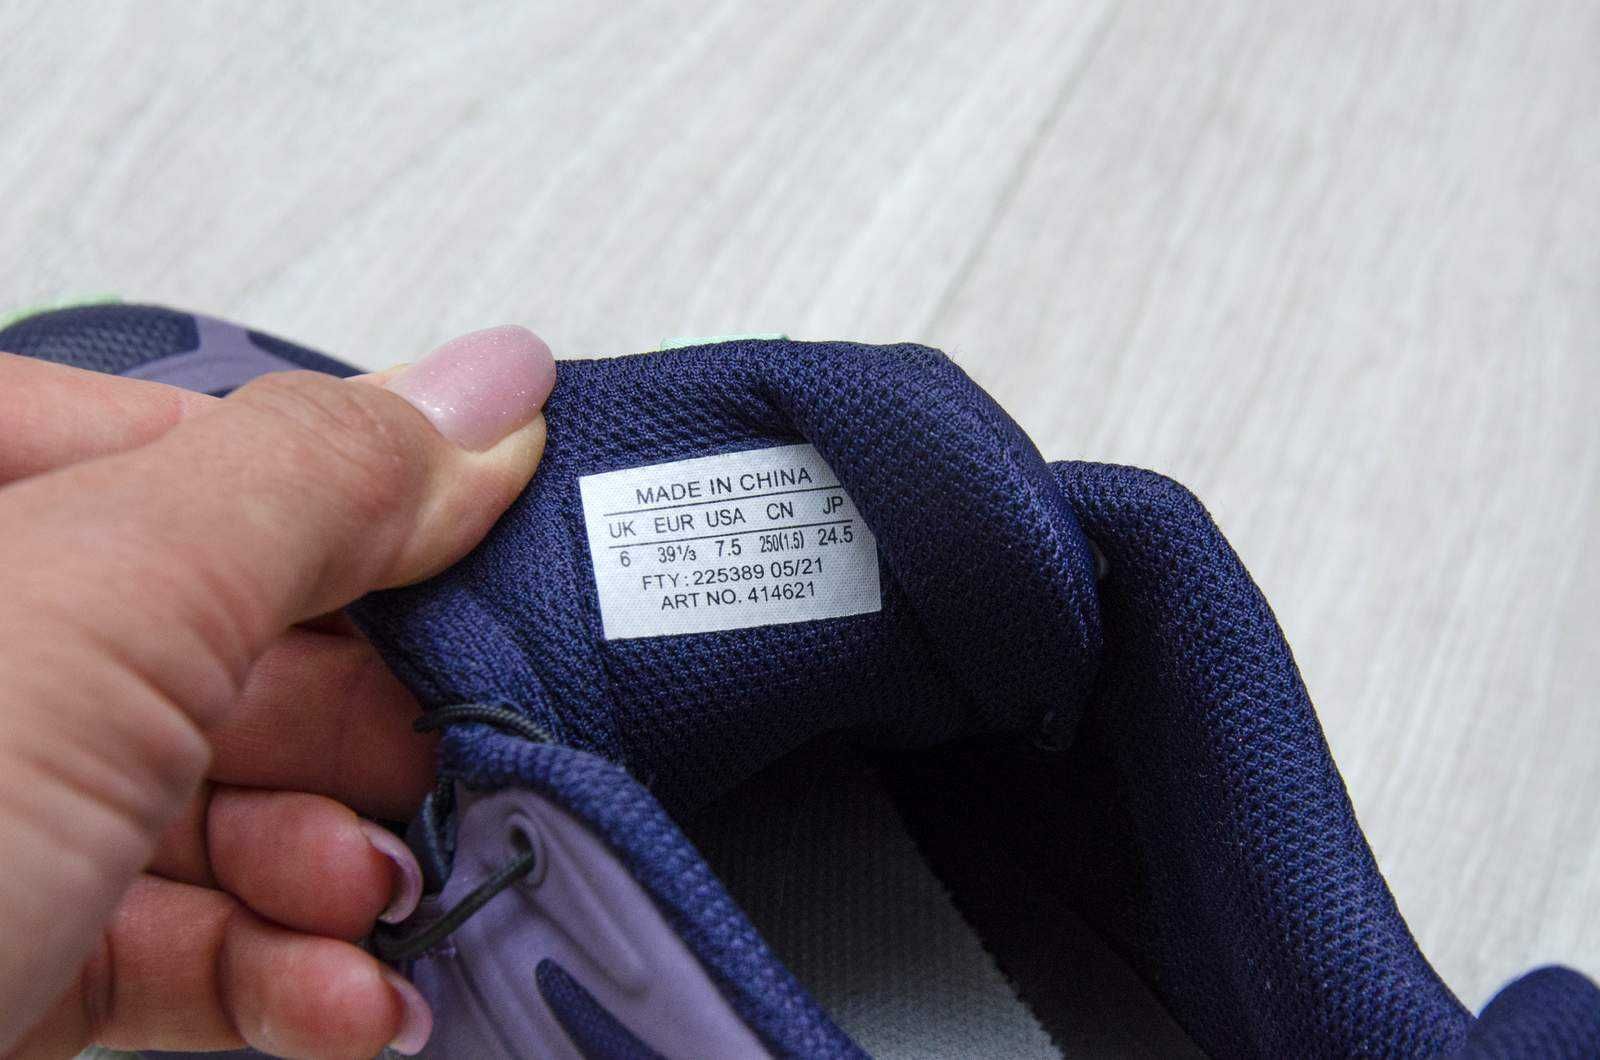 MADE IN CHINA
UK EUR USA CN JP
6 39⅓ 7.5 250(1.5) 24.5
FTY: 225389 05/21
ART NO. 414621